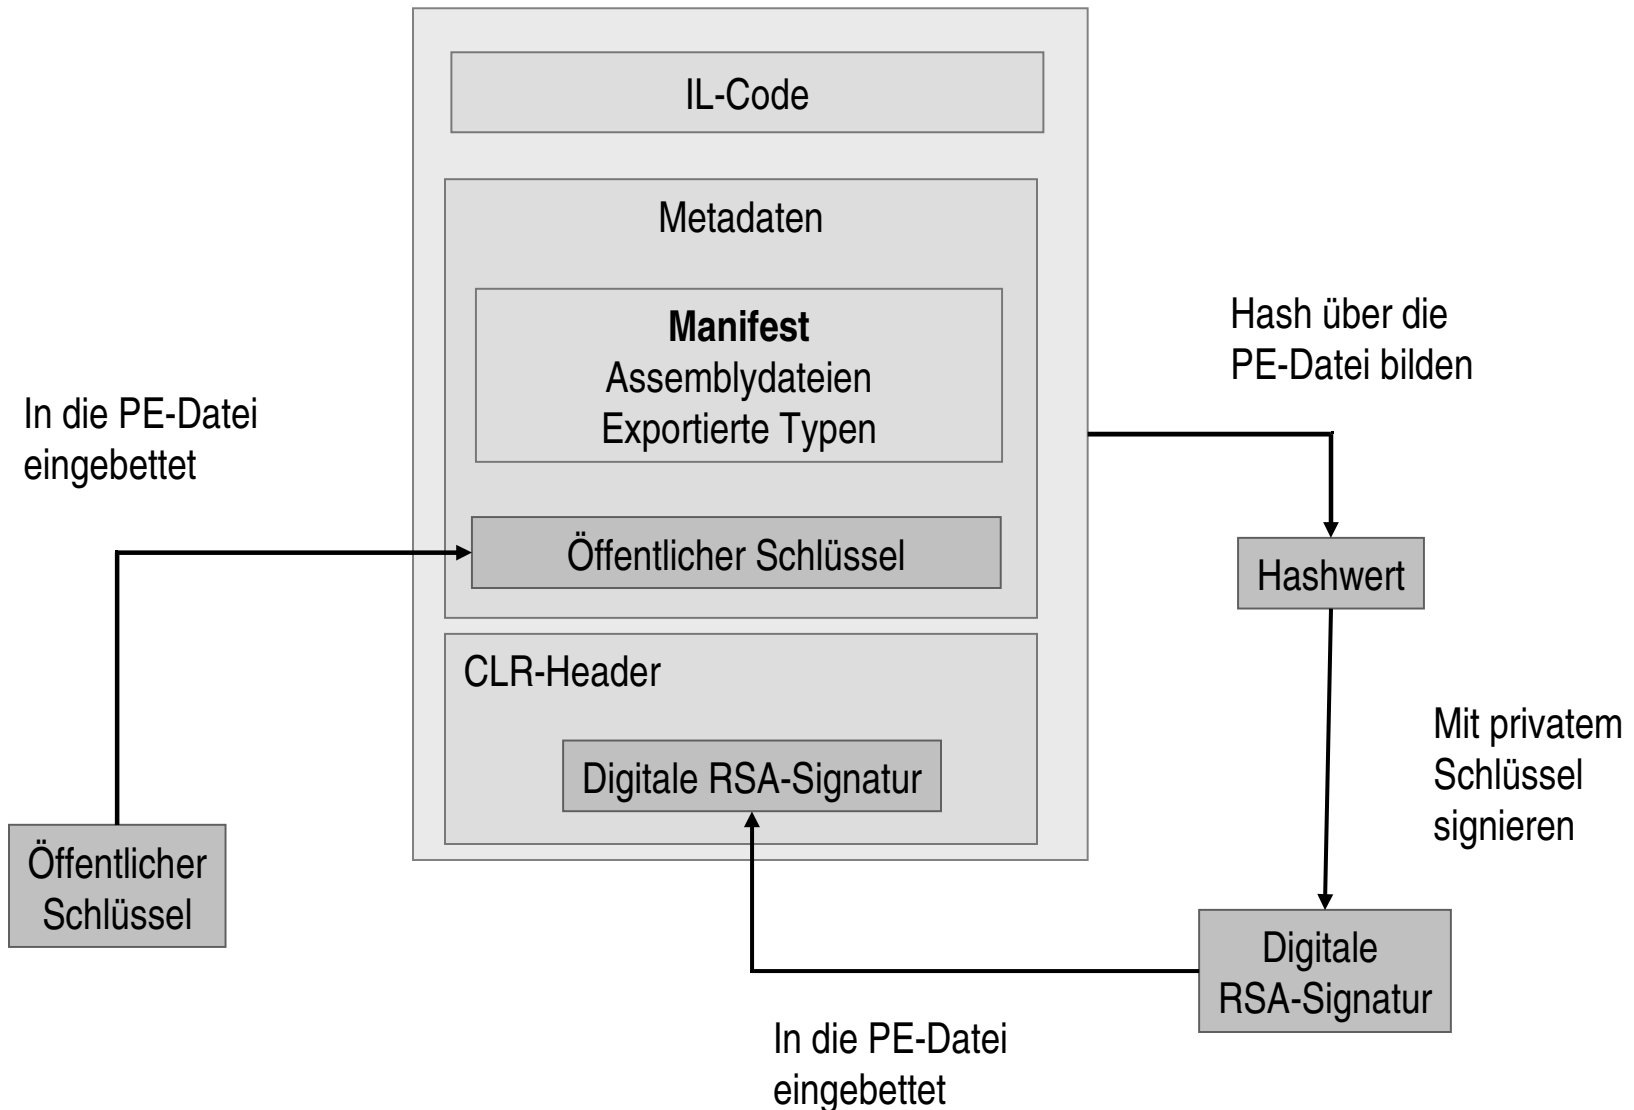 IL-Code
Metadaten
Manifest
Assemblydateien
Exportierte Typen
Öffentlicher Schlüssel
CLR-Header
Digitale RSA-Signatur
In die PE-Datei
eingebettet
Öffentlicher
Schlüssel
Hash über die
PE-Datei bilden
Hashwert
Mit privatem
Schlüssel
signieren
Digitale
RSA-Signatur
In die PE-Datei
eingebettet